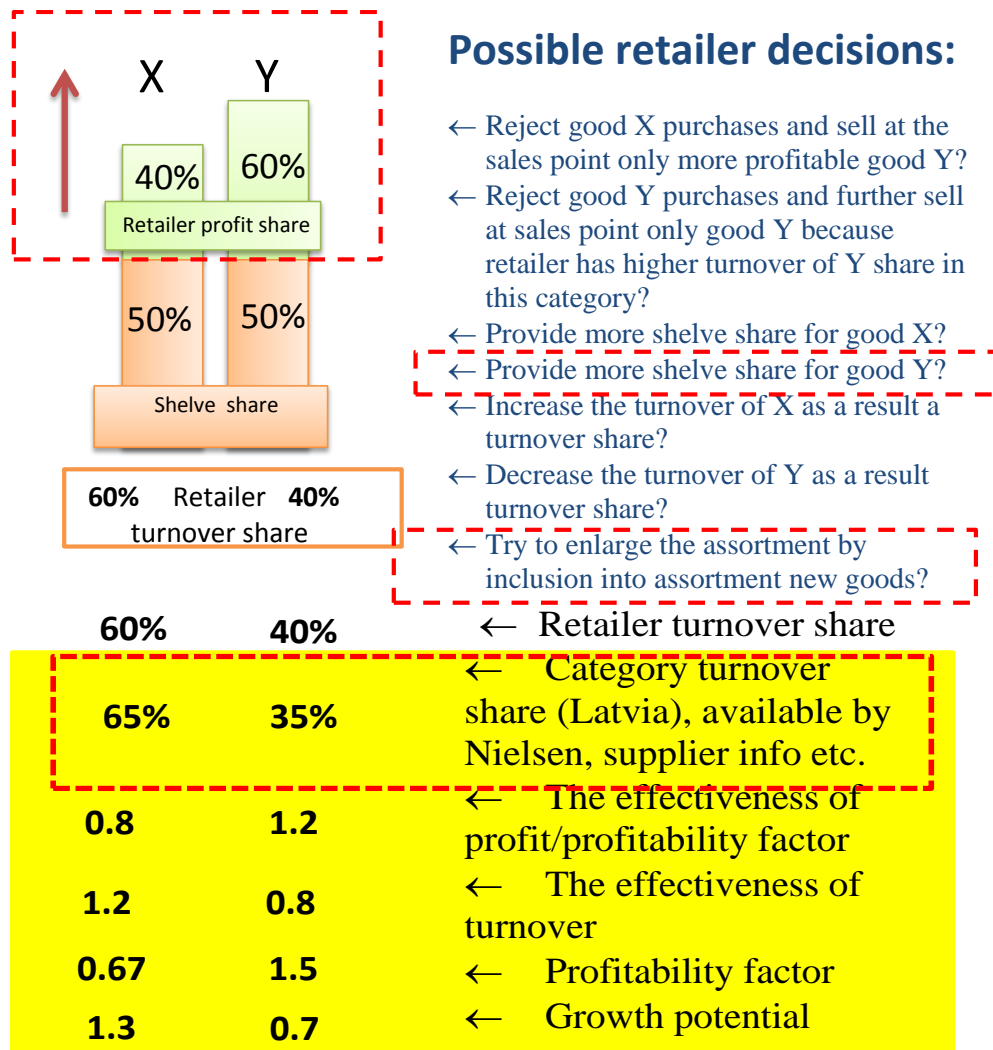 X Y
40% 60%
Retailer profit share
50% 50%
Shelve share
60% Retailer 40%
turnover share
Possible retailer decisions:
← Reject good X purchases and sell at the
sales point only more profitable good Y?
← Reject good Y purchases and further sell
at sales point only good Y because
retailer has higher turnover of Y share in
this category?
← Provide more shelve share for good X?
← Provide more shelve share for good Y?
← Increase the turnover of X as a result a
turnover share?
← Decrease the turnover of Y as a result
turnover share?
← Try to enlarge the assortment by
inclusion into assortment new goods?
60% 40% ← Retailer turnover share
← Category turnover
65% 35% share (Latvia), available by
Nielsen, supplier info etc.
0.8 1.2 ← The effectiveness of
profit/profitability factor
1.2 0.8 ← The effectiveness of
turnover
0.67 1.5 ← Profitability factor
1.3 0.7 ← Growth potential